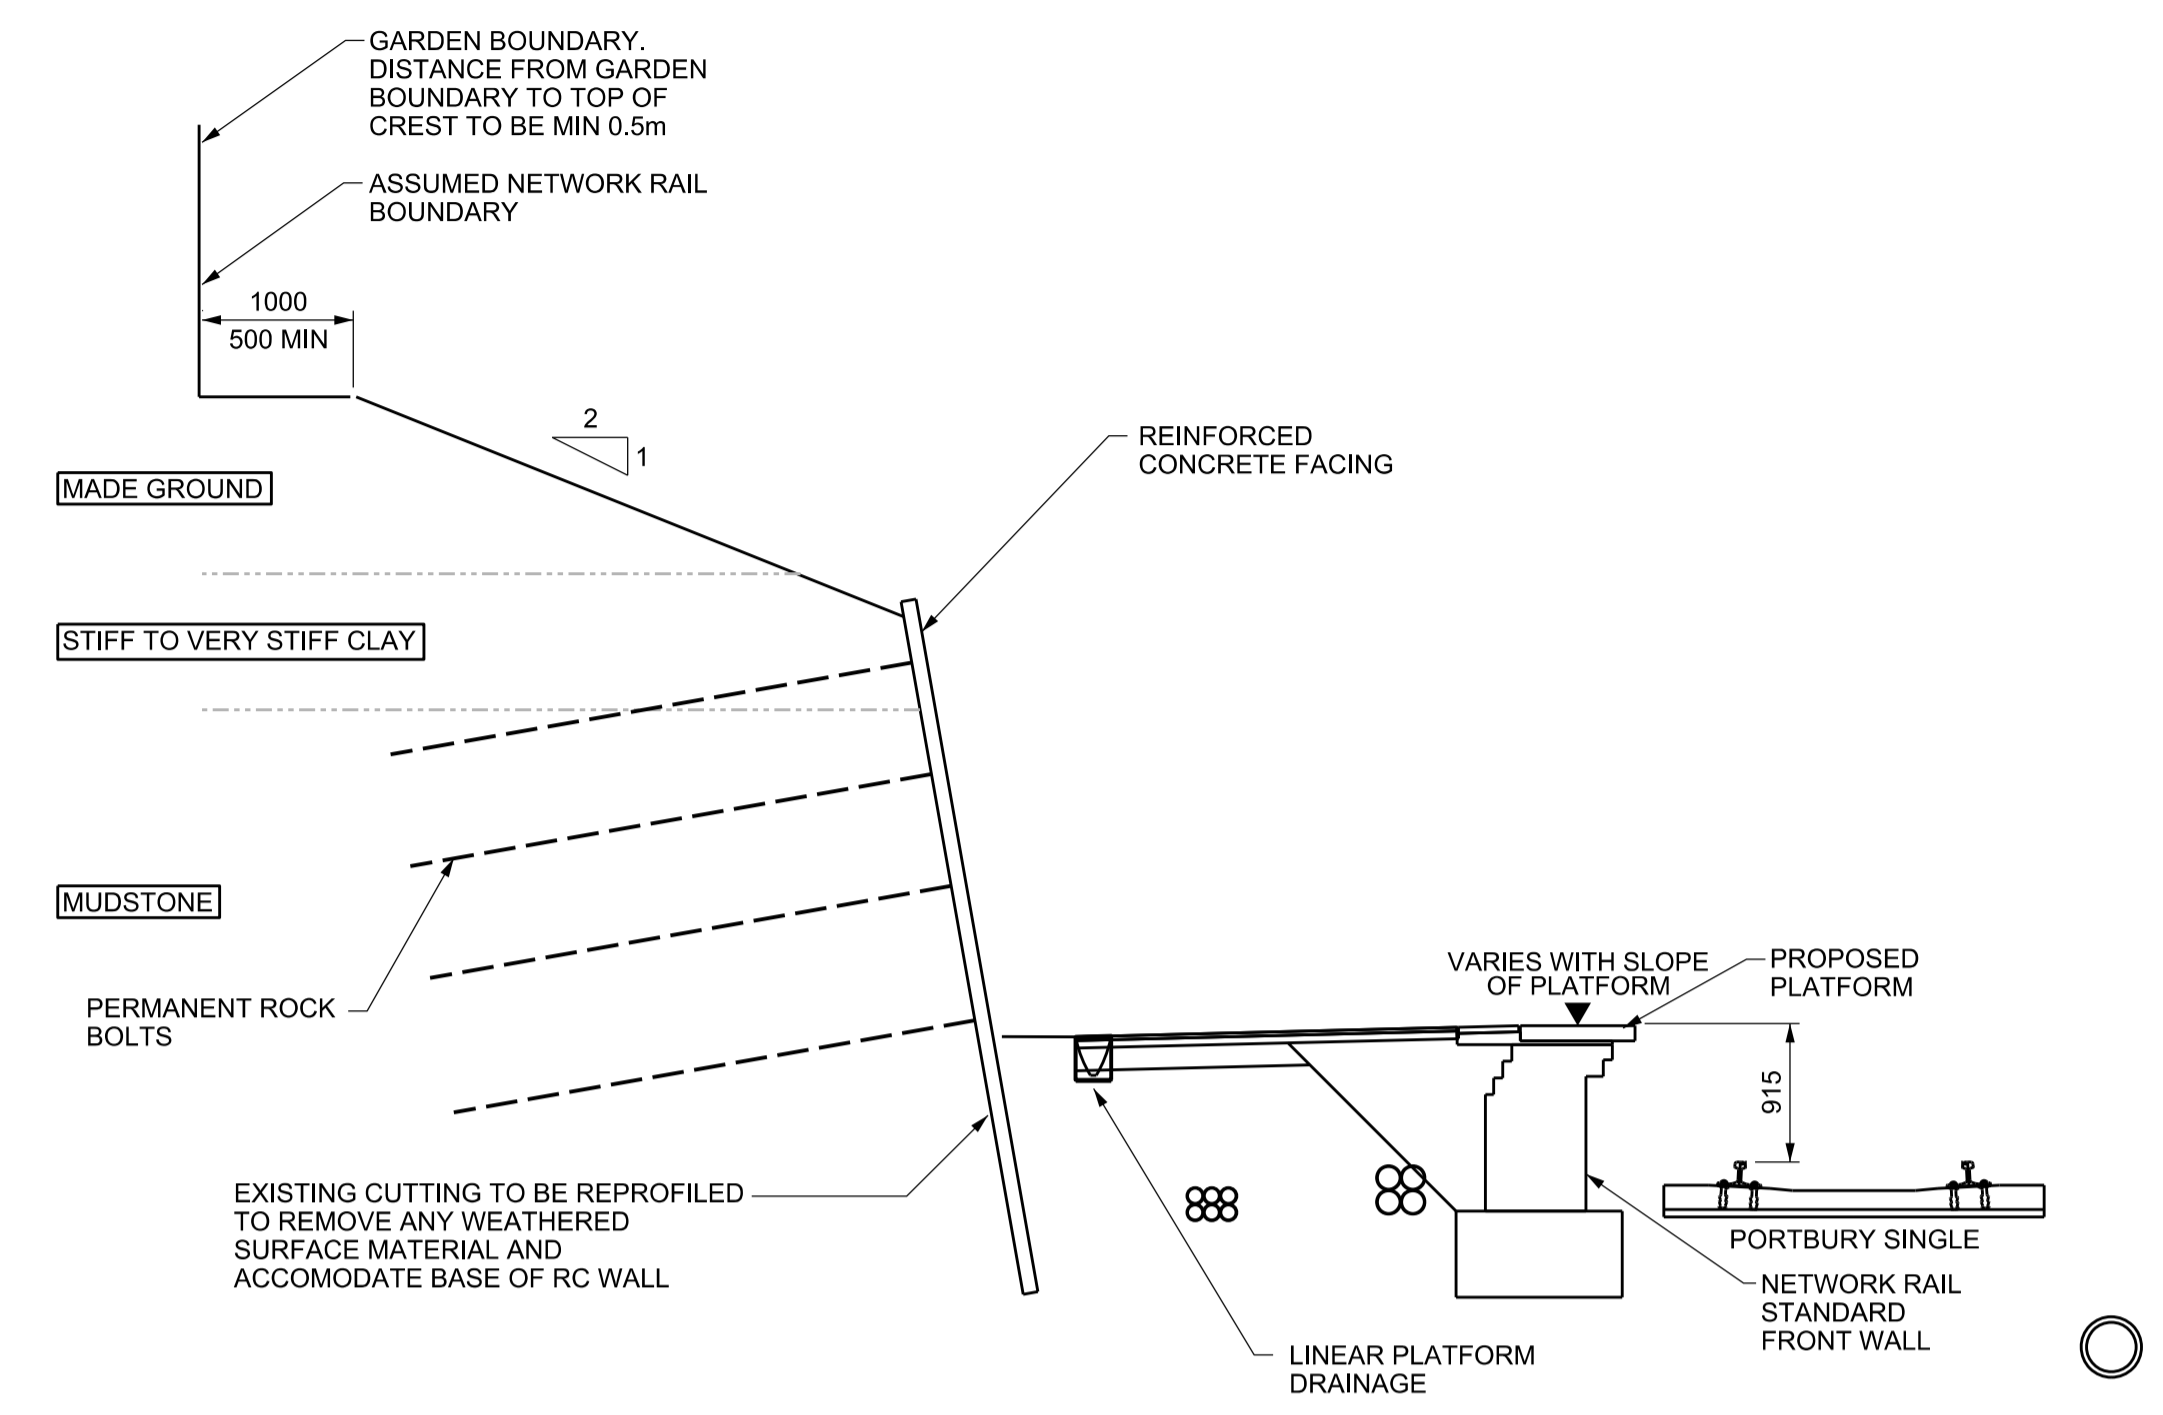 GARDEN BOUNDARY.
DISTANCE FROM GARDEN
BOUNDARY TO TOP OF
CREST TO BE MIN 0.5m
ASSUMED NETWORK RAIL
BOUNDARY
1000
500 MIN
2
1
REINFORCED
CONCRETE FACING
MADE GROUND
STIFF TO VERY STIFF CLAY
MUDSTONE
PERMANENT ROCK
BOLTS
VARIES WITH SLOPE
OF PLATFORM
PROPOSED
PLATFORM
915
EXISTING CUTTING TO BE REPROFILED
TO REMOVE ANY WEATHERED
SURFACE MATERIAL AND
ACCOMODATE BASE OF RC WALL
PORTBURY SINGLE
NETWORK RAIL
STANDARD
FRONT WALL
LINEAR PLATFORM
DRAINAGE